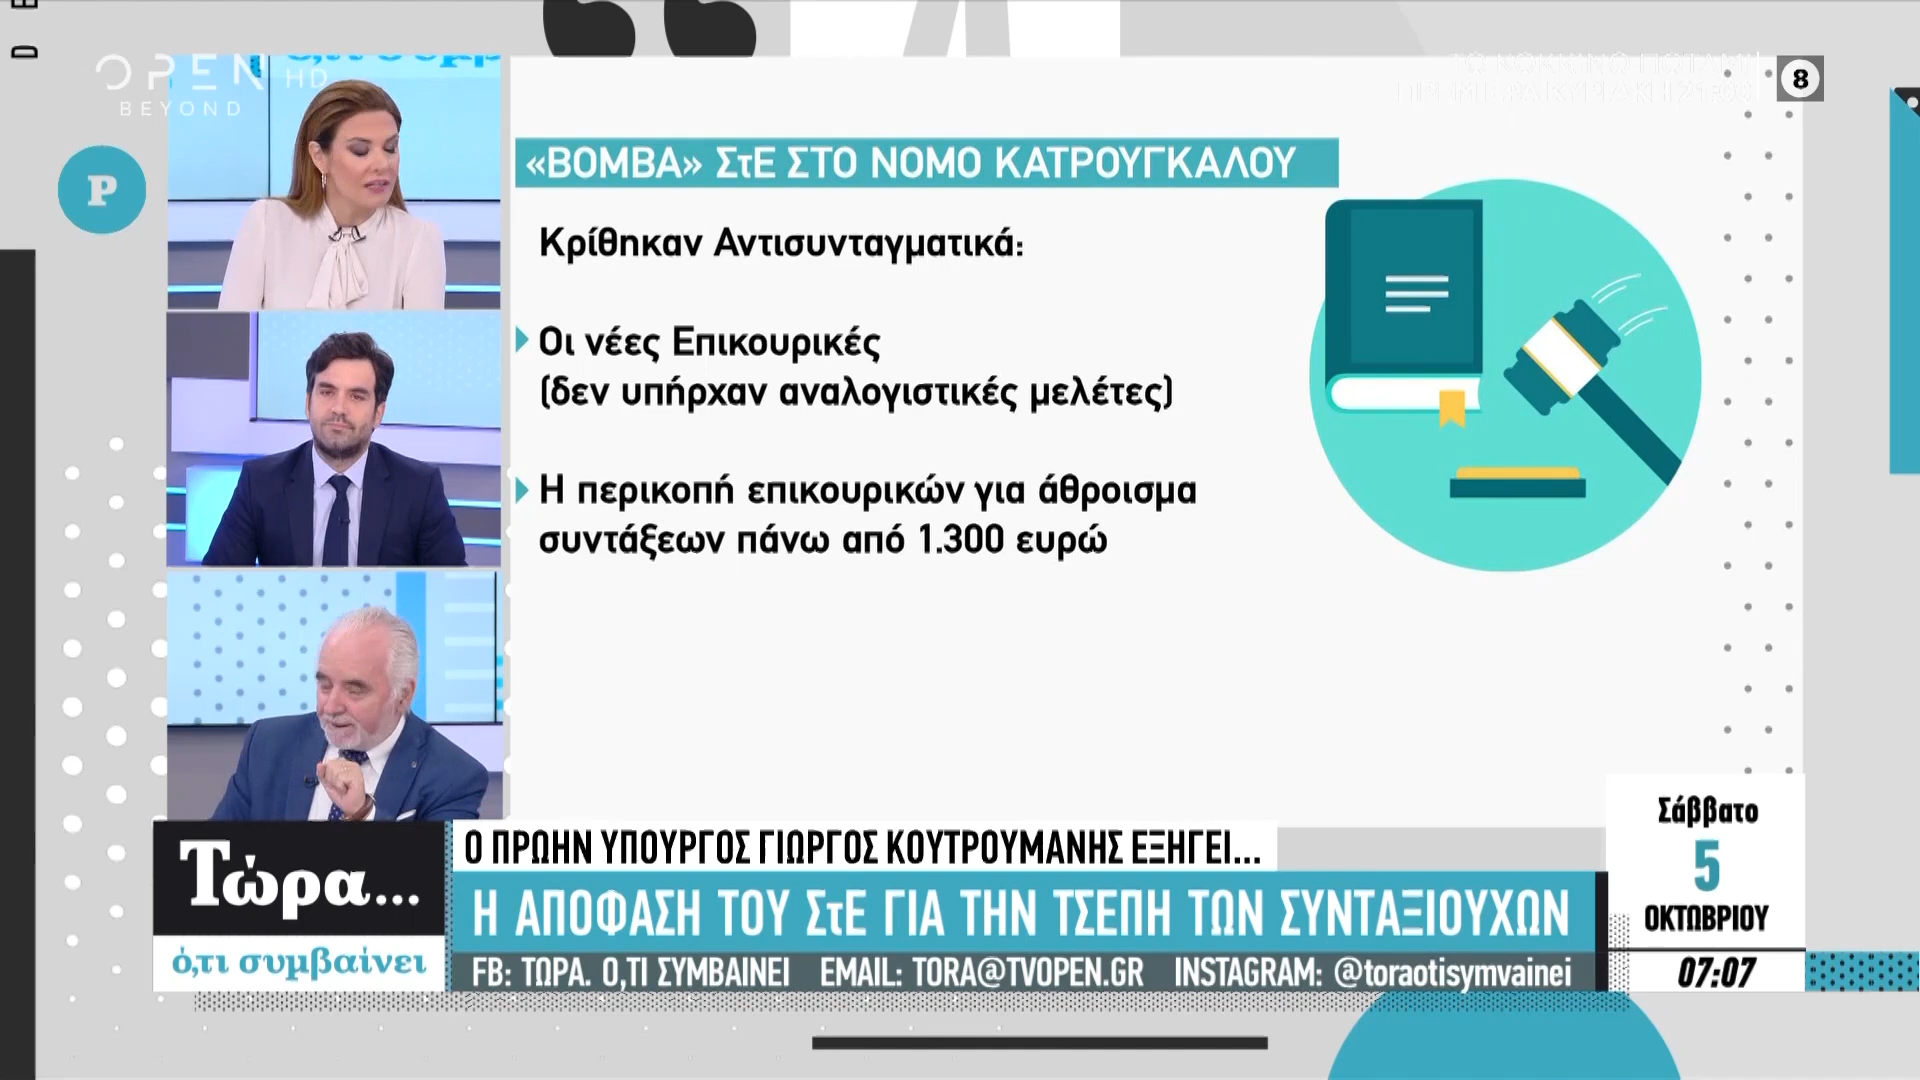 OPEN HD
BEYOND
8
P
«ΒΟΜΒΑ» ΣτΕ ΣΤΟ ΝΟΜΟ ΚΑΤΡΟΥΓΚΑΛΟΥ
Κρίθηκαν Αντισυνταγματικά:
Οι νέες Επικουρικές
(δεν υπήρχαν αναλογιστικές μελέτες)
Η περικοπή επικουρικών για άθροισμα
συντάξεων πάνω από 1.300 ευρώ
Ο ΠΡΩΗΝ ΥΠΟΥΡΓΟΣ ΓΙΩΡΓΟΣ ΚΟΥΤΡΟΥΜΑΝΗΣ ΕΞΗΓΕΙ...
Η ΑΠΟΦΑΣΗ ΤΟΥ ΣτΕ ΓΙΑ ΤΗΝ ΤΣΕΠΗ ΤΩΝ ΣΥΝΤΑΞΙΟΥΧΩΝ
FB: ΤΩΡΑ. Ο,ΤΙ ΣΥΜΒΑΙΝΕΙ EMAIL: TORA@TVOPEN.GR INSTAGRAM: @toraotisymvainei
Τώρα...
ό,τι συμβαίνει
Σάββατο
5
ΟΚΤΩΒΡΙΟΥ
07:07